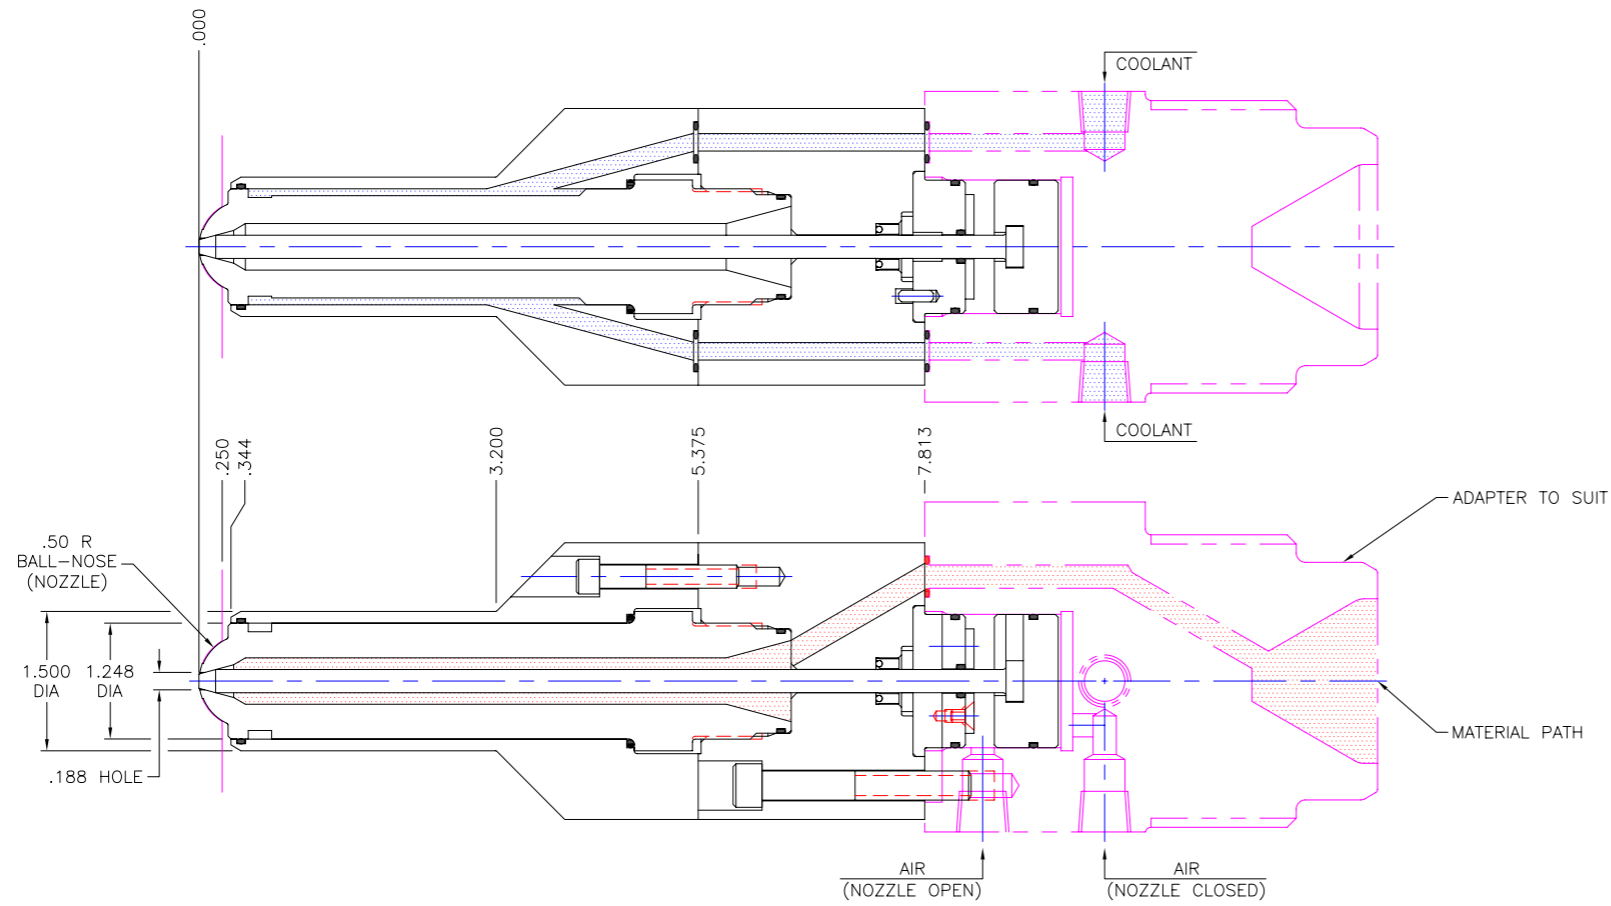 .000
COOLANT
COOLANT
.250
.344
3.200
5.375
7.813
ADAPTER TO SUIT
.50 R
BALL-NOSE
(NOZZLE)
1.500
DIA
1.248
DIA
.188 HOLE
MATERIAL PATH
AIR
(NOZZLE OPEN)
AIR
(NOZZLE CLOSED)